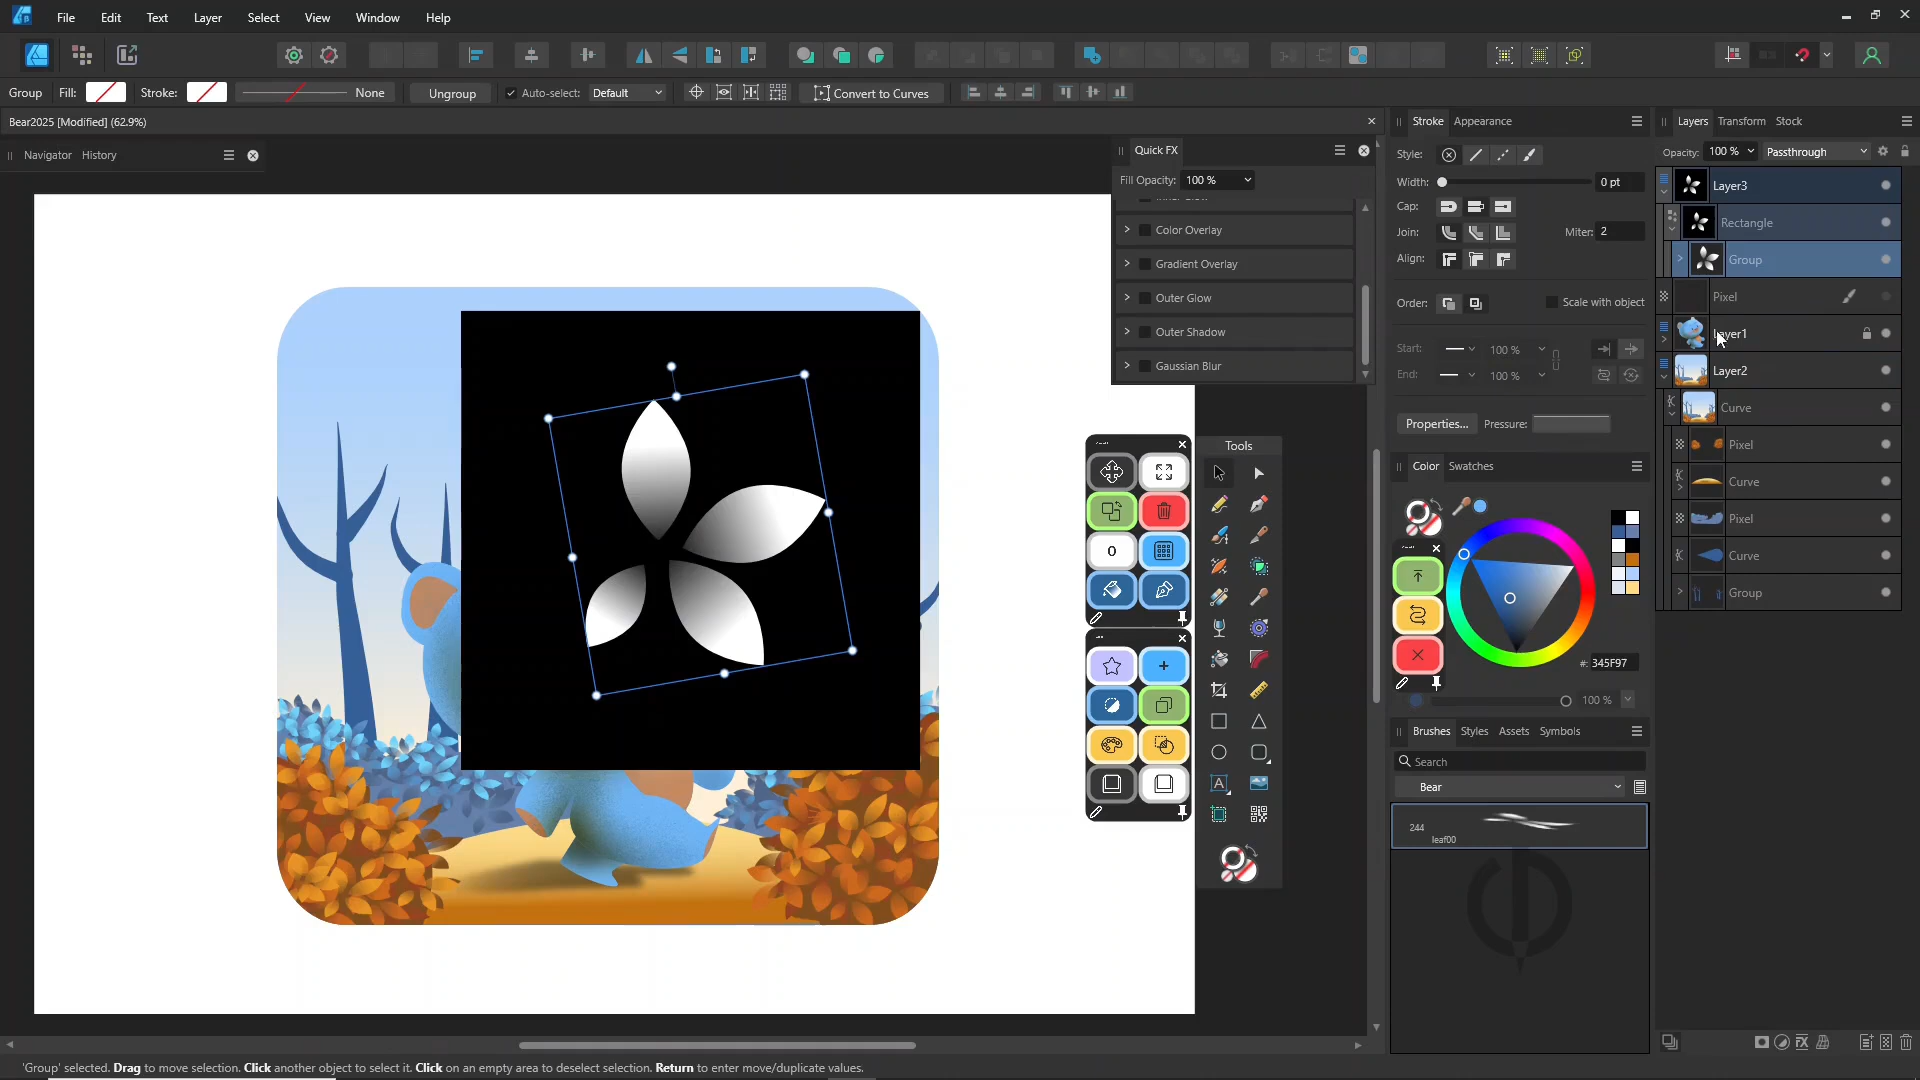 File Edit Text Layer Select View Window Help
Group Fill: Stroke: None Ungroup Auto-select: Default Convert to Curves
Bear2025 [Modified] (62.9%)
Navigator History
Quick FX
Fill Opacity: 100 %
Color Overlay
Gradient Overlay
Outer Glow
Outer Shadow
Gaussian Blur
Tools
0
Stroke Appearance
Style:
Width: 0 pt
Cap:
Join: Miter: 2
Align:
Order: Scale with object
Start: 100 %
End: 100 %
Properties... Pressure:
Color Swatches
#: 345F97
100 %
Brushes Styles Assets Symbols
Search
Bear
244
leaf00
Layers Transform Stock
Opacity: 100 % Passthrough
Layer3
Rectangle
Group
Pixel
Layer1
Layer2
Curve
Pixel
Curve
Pixel
Curve
Group
'Group' selected. Drag to move selection. Click another object to select it. Click on an empty area to deselect selection. Return to enter move/duplicate values.